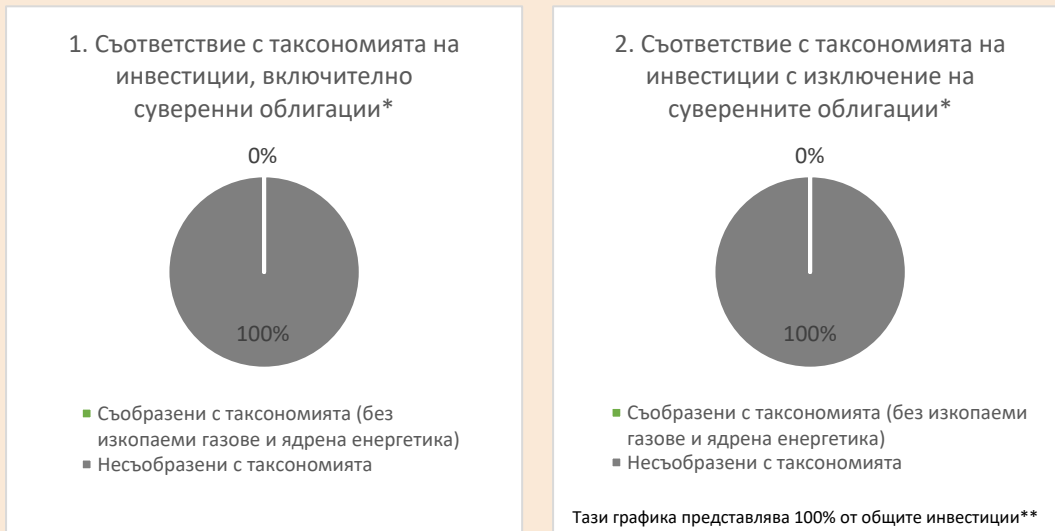 1. Съответствие с таксономията на
инвестиции, включително
суверенни облигации*
0%
100%
Съобразени с таксономията (без
изкопаеми газове и ядрена енергетика)
Несъобразени с таксономията
2. Съответствие с таксономията на
инвестиции с изключение на
суверенните облигации*
0%
100%
Съобразени с таксономията (без изкопаеми
газове и ядрена енергетика)
Несъобразени с таксономията
Тази графика представлява 100% от общите инвестиции**